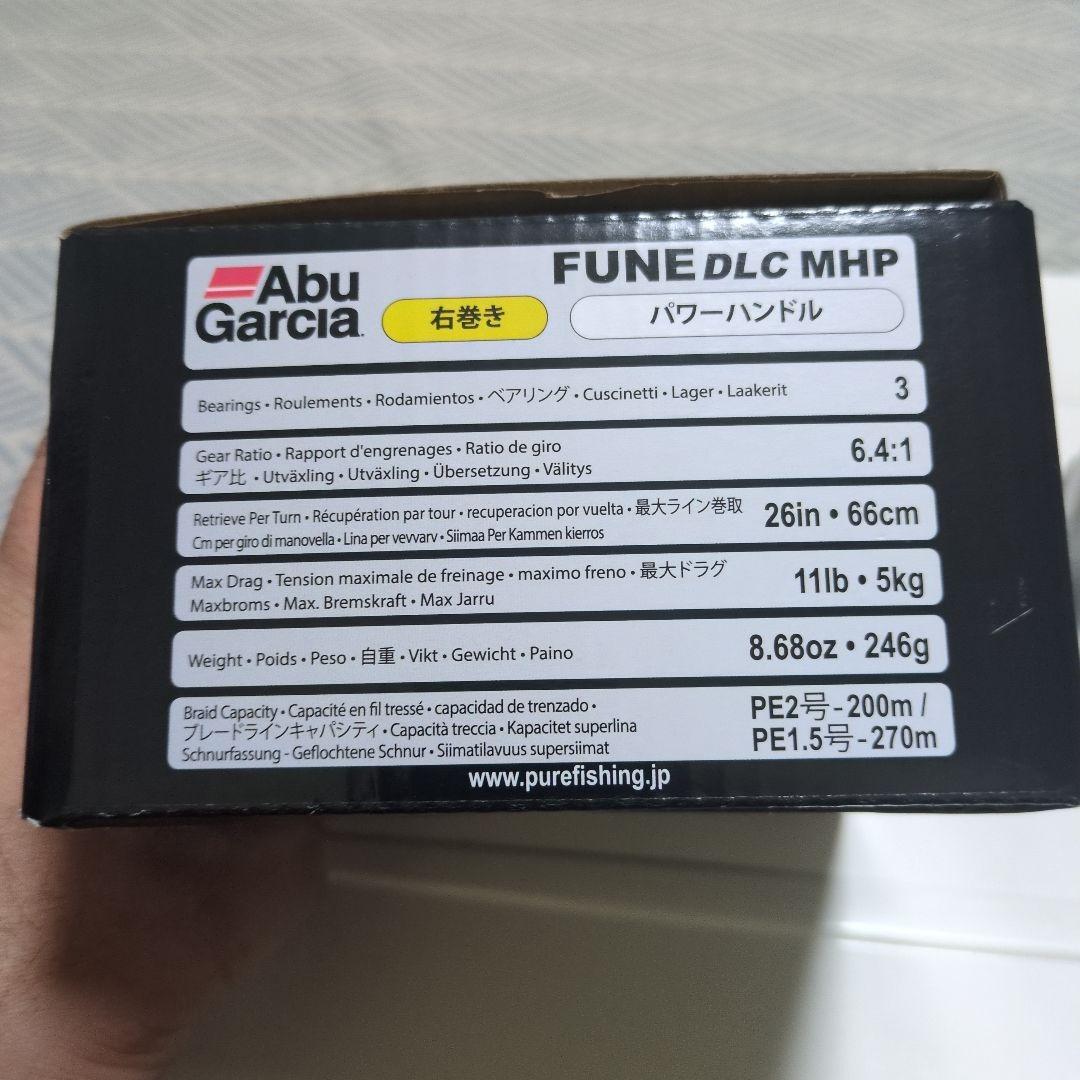 Abu
Garcia
FUNE DLC MHP
右巻き
パワーハンドル
Bearings • Roulements • Rodamientos • ベアリング • Cuscinetti • Lager • Laakerit 3
Gear Ratio • Rapport d'engrenages • Ratio de giro
ギア比 • Utväxling • Utväxling • Übersetzung • Välitys
6.4:1
Retrieve Per Turn • Récupération par tour • recuperacion por vuelta • 最大ライン巻取
Cm per giro di manovella • Lina per vevvarv • Siimaa Per Kammen kierros
26in • 66cm
Max Drag • Tension maximale de freinage • maximo freno • 最大ドラグ
Maxbroms • Max. Bremskraft • Max Jarru
11lb • 5kg
Weight • Poids • Peso • 自重 • Vikt • Gewicht • Paino 8.68oz • 246g
Braid Capacity • Capacité en fil tressé • capacidad de trenzado •
ブレードラインキャパシティ • Capacità treccia • Kapacitet superlina
Schnurfassung - Geflochtene Schnur • Siimatilavuus supersiimat
PE2号-200m /
PE1.5号-270m
www.purefishing.jp